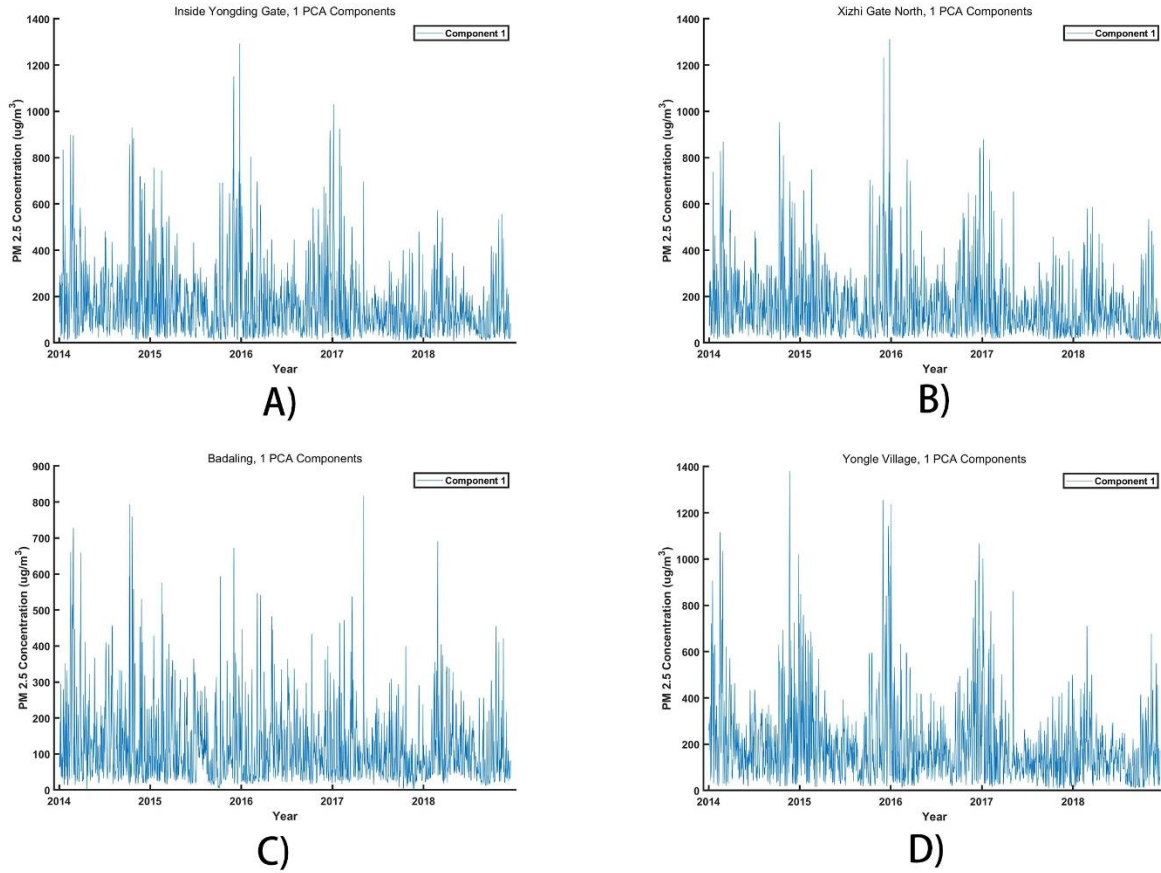 Inside Yongding Gate, 1 PCA Components
1400
1200
1000
800
600
400
200
0
PM 2.5 Concentration (ug/m³)
Component 1
2014 2015 2016 2017 2018
Year
A)
Xizhi Gate North, 1 PCA Components
1400
1200
1000
800
600
400
200
0
PM 2.5 Concentration (ug/m³)
Component 1
2014 2015 2016 2017 2018
Year
B)
Badaling, 1 PCA Components
900
800
700
600
500
400
300
200
100
0
PM 2.5 Concentration (ug/m³)
Component 1
2014 2015 2016 2017 2018
Year
C)
Yongle Village, 1 PCA Components
1400
1200
1000
800
600
400
200
0
PM 2.5 Concentration (ug/m³)
Component 1
2014 2015 2016 2017 2018
Year
D)